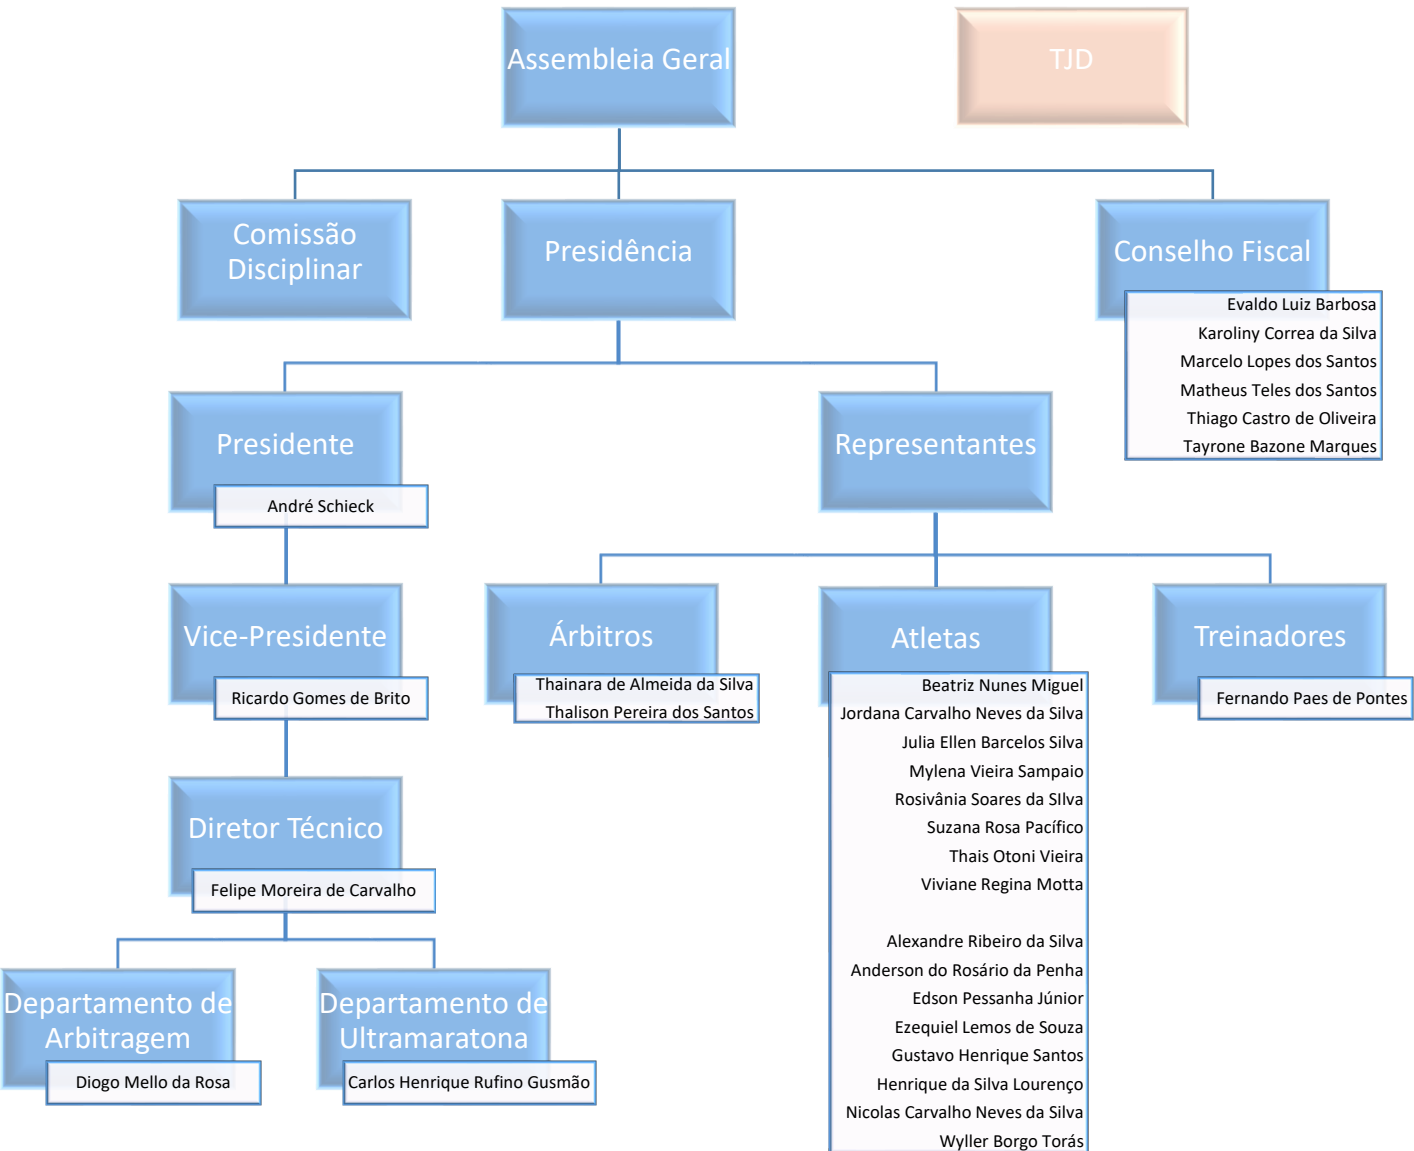 Assembleia Geral
TJD
Comissão
Disciplinar
Presidência
Conselho Fiscal
Evaldo Luiz Barbosa
Karoliny Correa da Silva
Marcelo Lopes dos Santos
Matheus Teles dos Santos
Thiago Castro de Oliveira
Tayrone Bazone Marques
Presidente
André Schieck
Representantes
Vice-Presidente
Ricardo Gomes de Brito
Árbitros
Thainara de Almeida da Silva
Thalison Pereira dos Santos
Atletas
Beatriz Nunes Miguel
Jordana Carvalho Neves da Silva
Julia Ellen Barcelos Silva
Mylena Vieira Sampaio
Rosivânia Soares da SIlva
Suzana Rosa Pacífico
Thais Otoni Vieira
Viviane Regina Motta
Alexandre Ribeiro da Silva
Anderson do Rosário da Penha
Edson Pessanha Júnior
Ezequiel Lemos de Souza
Gustavo Henrique Santos
Henrique da Silva Lourenço
Nicolas Carvalho Neves da Silva
Wyller Borgo Torás
Treinadores
Fernando Paes de Pontes
Diretor Técnico
Felipe Moreira de Carvalho
Departamento de
Arbitragem
Diogo Mello da Rosa
Departamento de
Ultramaratona
Carlos Henrique Rufino Gusmão